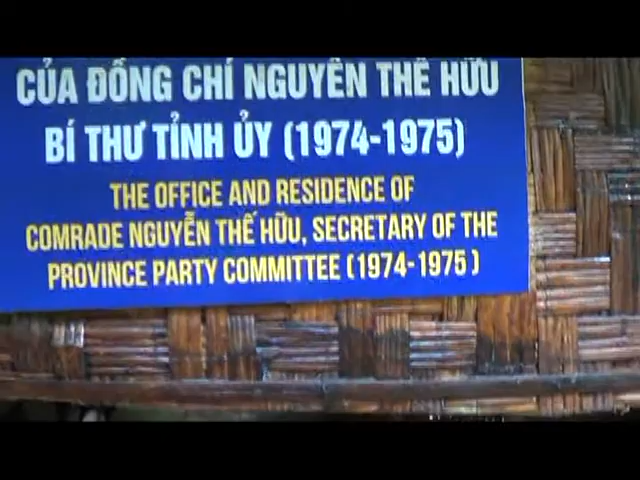 CỦA ĐỒNG CHÍ NGUYỄN THẾ HỮU
BÍ THƯ TỈNH ỦY (1974-1975)
THE OFFICE AND RESIDENCE OF
COMRADE NGUYỄN THẾ HỮU, SECRETARY OF THE
PROVINCE PARTY COMMITTEE (1974-1975)